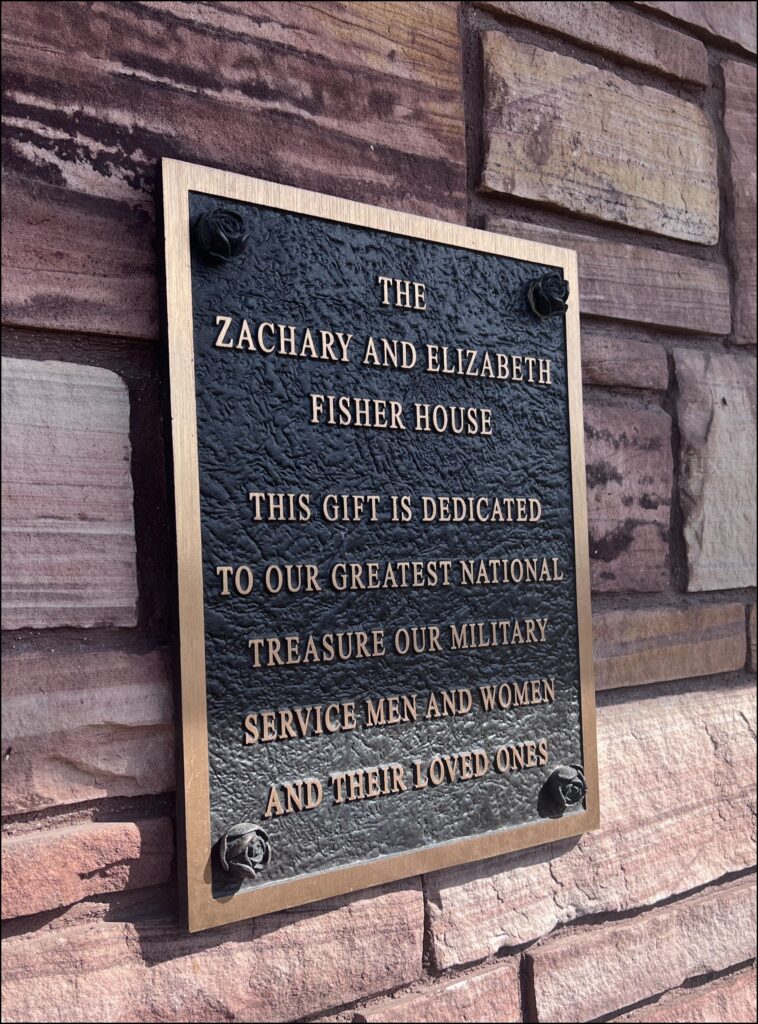 THE
ZACHARY AND ELIZABETH
FISHER HOUSE
THIS GIFT IS DEDICATED
TO OUR GREATEST NATIONAL
TREASURE OUR MILITARY
SERVICE MEN AND WOMEN
AND THEIR LOVED ONES